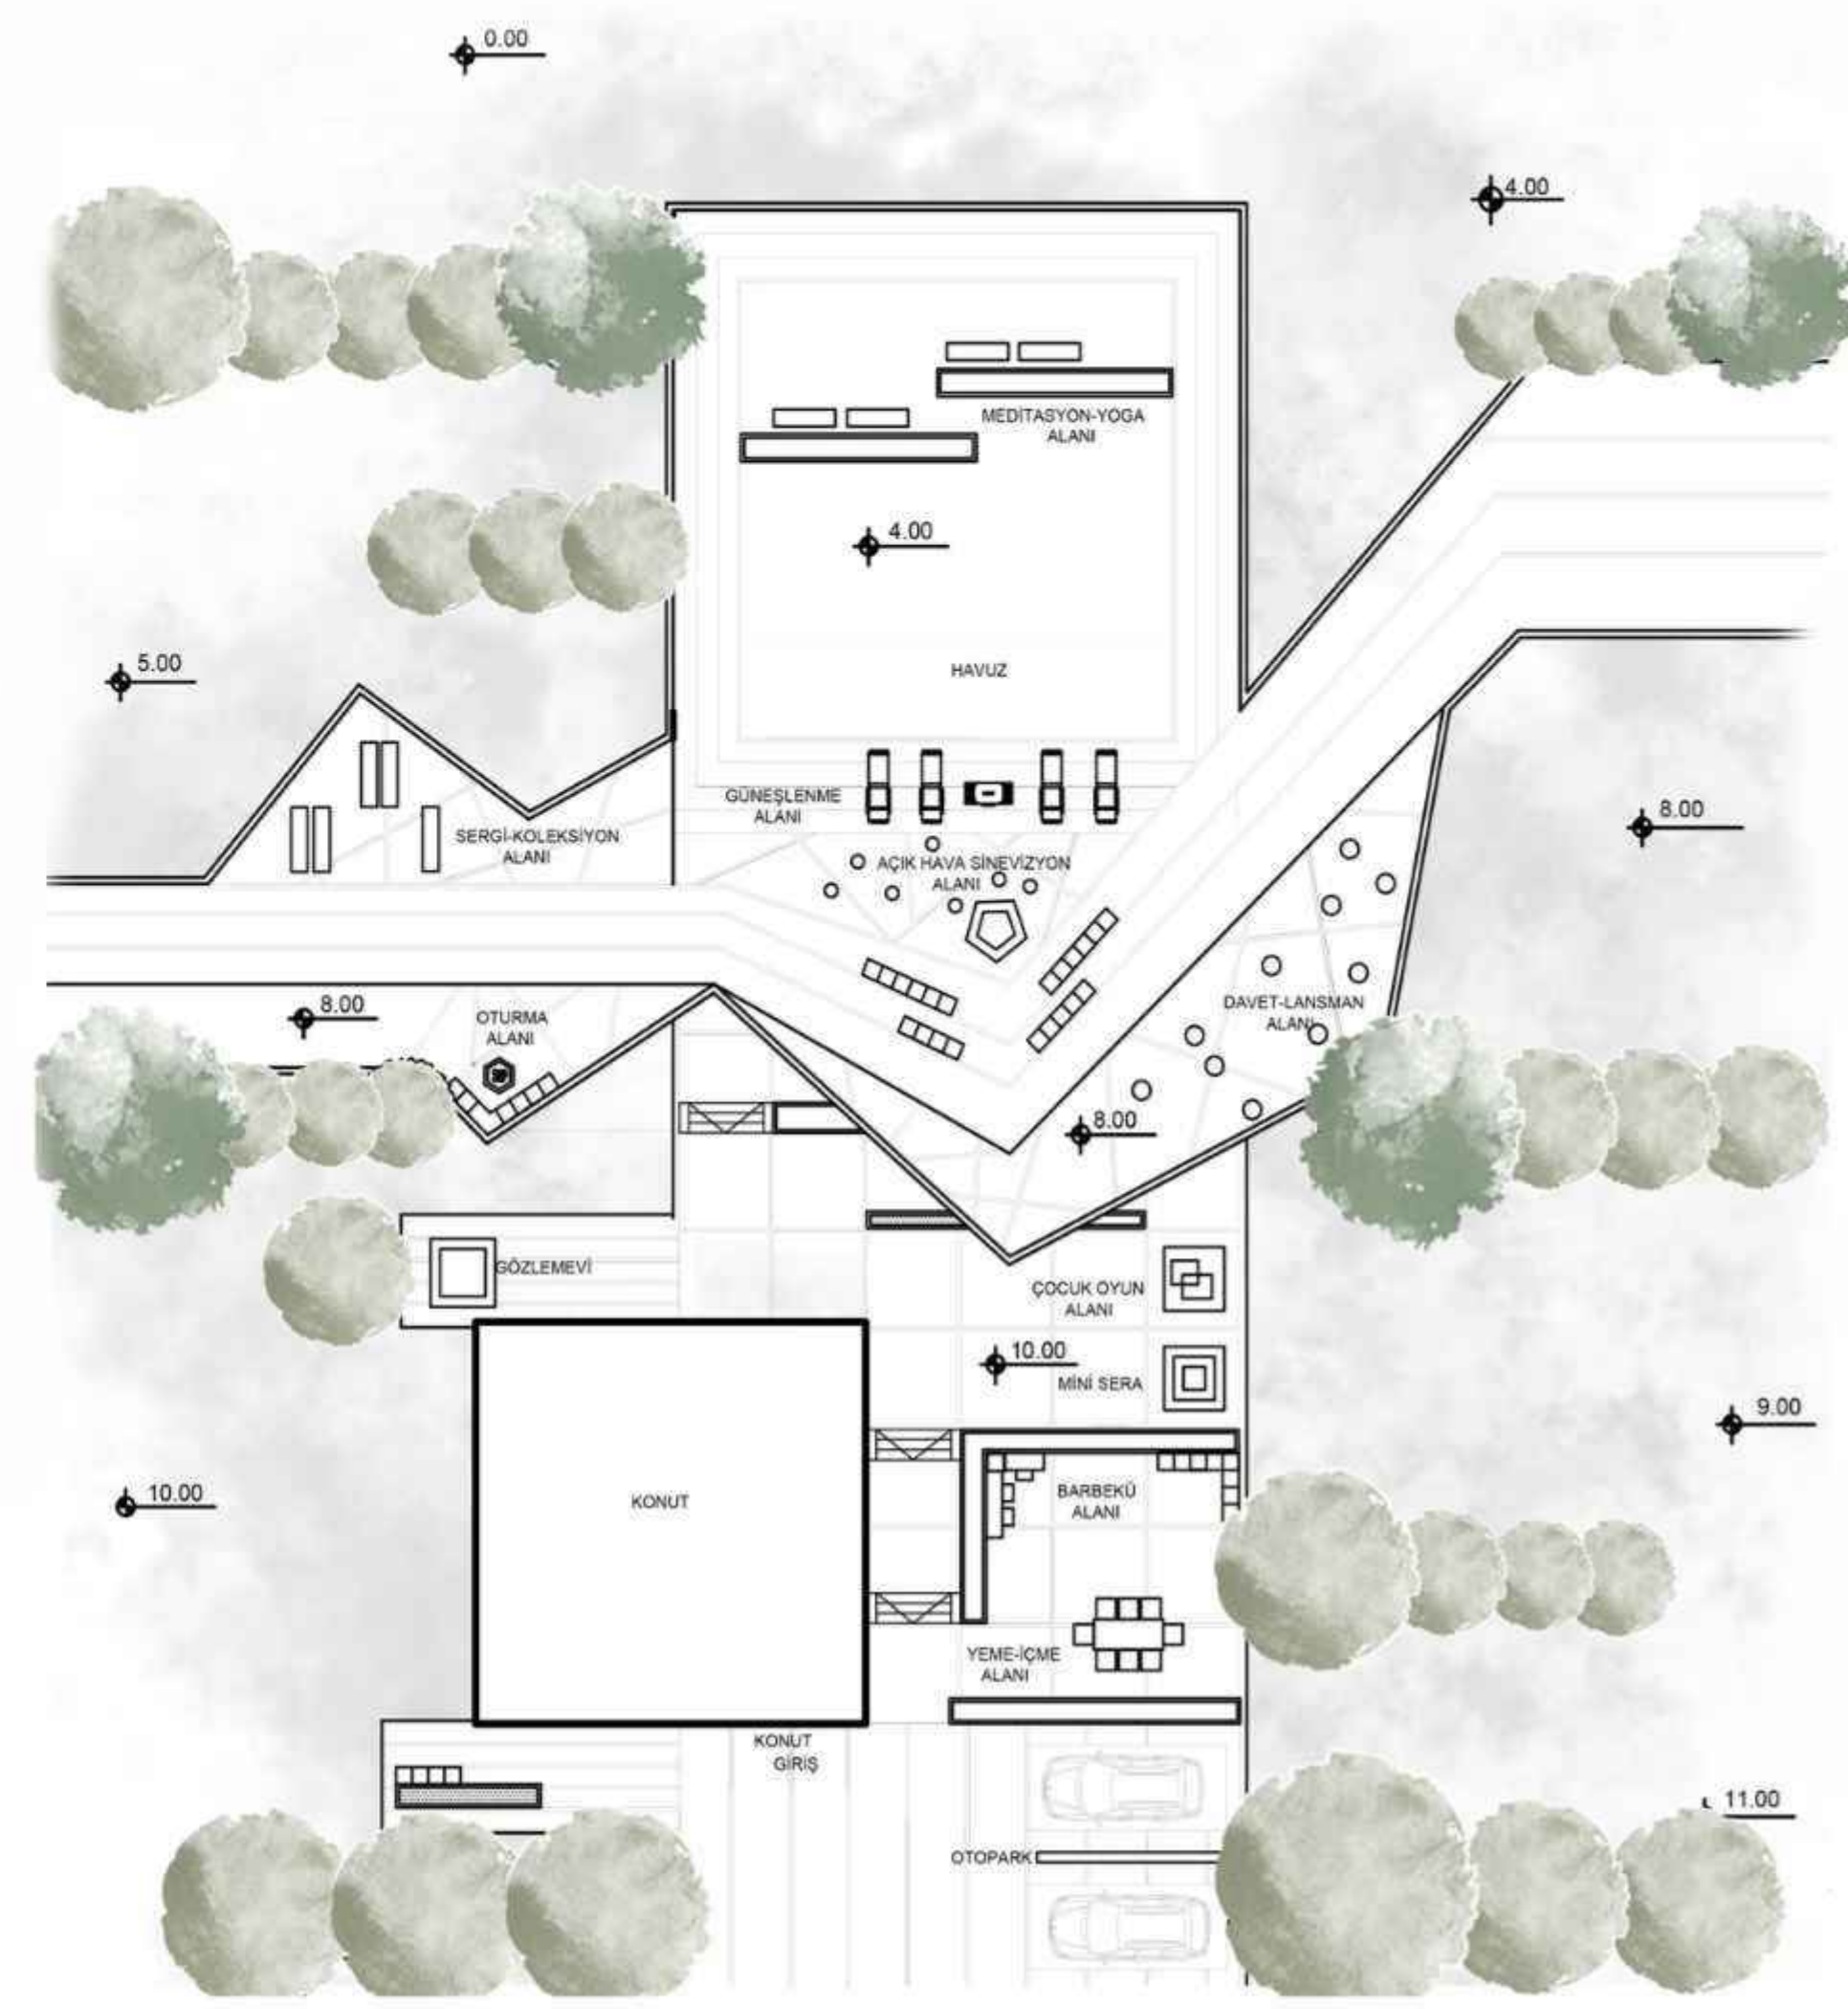 0.00
4.00
MEDİTASYON-YOGA
ALANI
4.00
5.00
HAVUZ
GÜNEŞLENME
ALANI
8.00
SERGİ-KOLEKSİYON
ALANI
AÇIK HAVA SİNEVİZYON
ALANI
8.00
OTURMA
ALANI
DAVET-LANSMAN
ALANI
8.00
GÖZLEMEVİ
ÇOCUK OYUN
ALANI
10.00
MİNİ SERA
9.00
10.00
KONUT
BARBEKÜ
ALANI
YEME-İÇME
ALANI
KONUT
GİRİŞ
11.00
OTOPARK